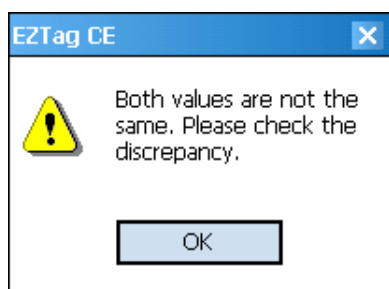 EZTag CE
Both values are not the
same. Please check the
discrepancy.
OK